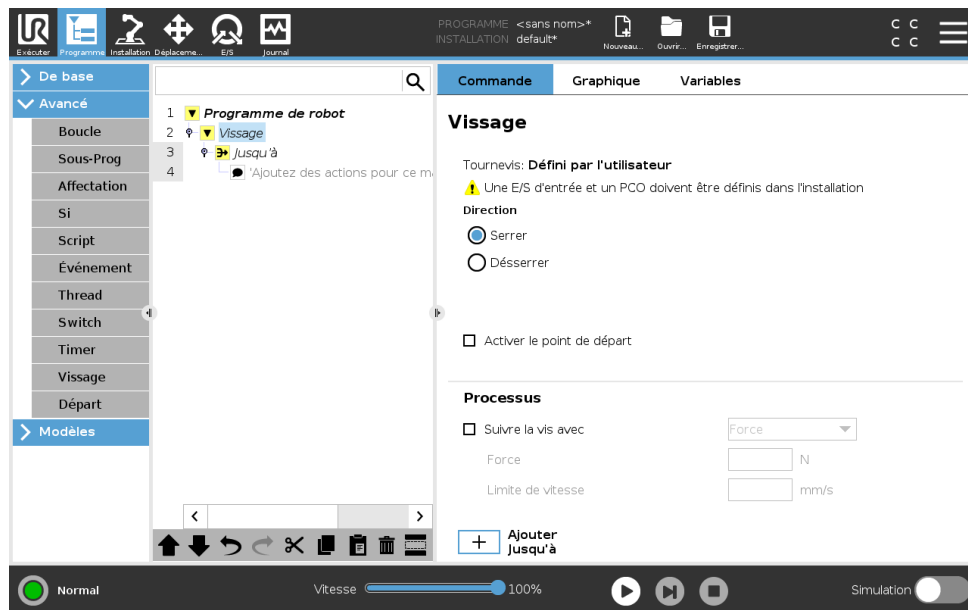 PROGRAMME <sans nom>*
INSTALLATION default*
Exécuter Programme Installation Déplaceme... E/S Journal
Nouveau... Ouvrir... Enregistrer...
C C
C C
De base
Avancé
Boucle
Sous-Prog
Affectation
Si
Script
Événement
Thread
Switch
Timer
Vissage
Départ
Modèles
1 Programme de robot
2 Vissage
3 Jusqu'à
4 'Ajoutez des actions pour ce m
Commande Graphique Variables
Vissage
Tournevis: Défini par l'utilisateur
Une E/S d'entrée et un PCO doivent être définis dans l'installation
Direction
Serrer
Désserrer
Activer le point de départ
Processus
Suivre la vis avec Force
Force N
Limite de vitesse mm/s
Ajouter
Jusqu'à
Normal Vitesse 100% Simulation